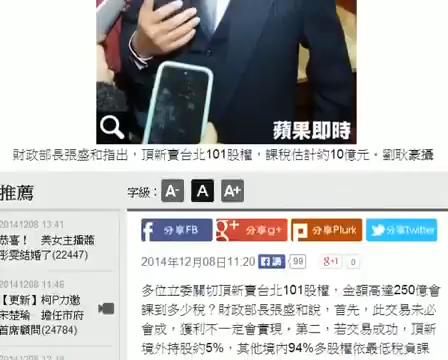 蘋果即時
財政部長張盛和指出，頂新賣台北101股權，課稅估計約10億元。劉耿豪攝
推薦
字級：A- A A+
20141208 13:41
恭喜！ 美女主播蕭
彤雯結婚了(22447)
20141208 11:46
【更新】柯P力邀
朱楚瑜 擔任市府
首席顧問(24784)
分享FB 分享g+ 分享Plurk 分享Twitter
2014年12月08日11:20 讚 99 g+1 0
多位立委關切頂新賣台北101股權，金額高達250億會
課到多少稅？財政部長張盛和說，首先，此交易未必
會成，獲利不一定會實現。第二，若交易成功，頂新
境外持股約5%，其他境內94%多股權依最低稅負課